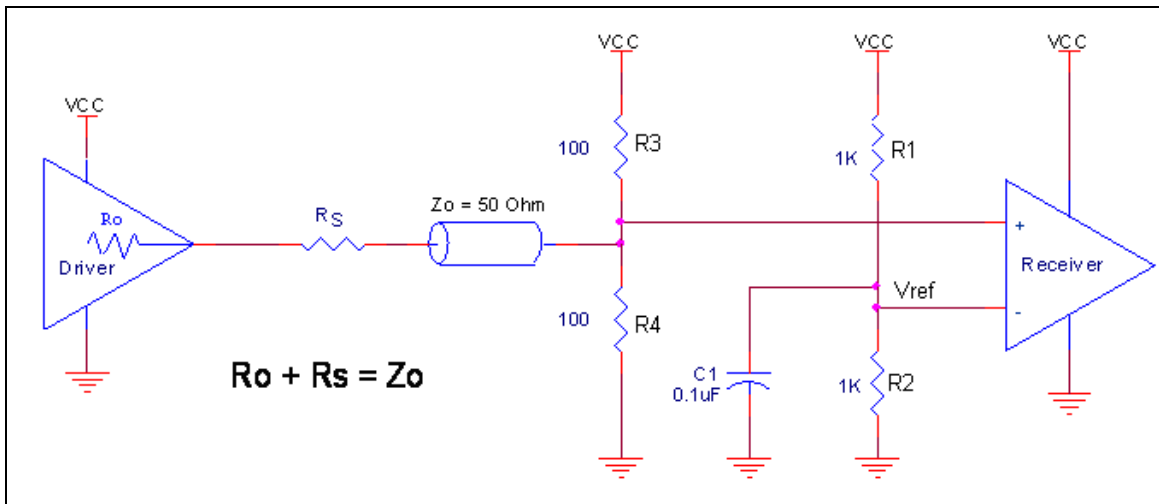 VCC
VCC
VCC
VCC
R3
100
R1
1K
Ro
Driver
RS
Zo = 50 Ohm
+
Receiver
Vref
-
R4
100
C1
0.1uF
R2
1K
Ro + Rs = Zo